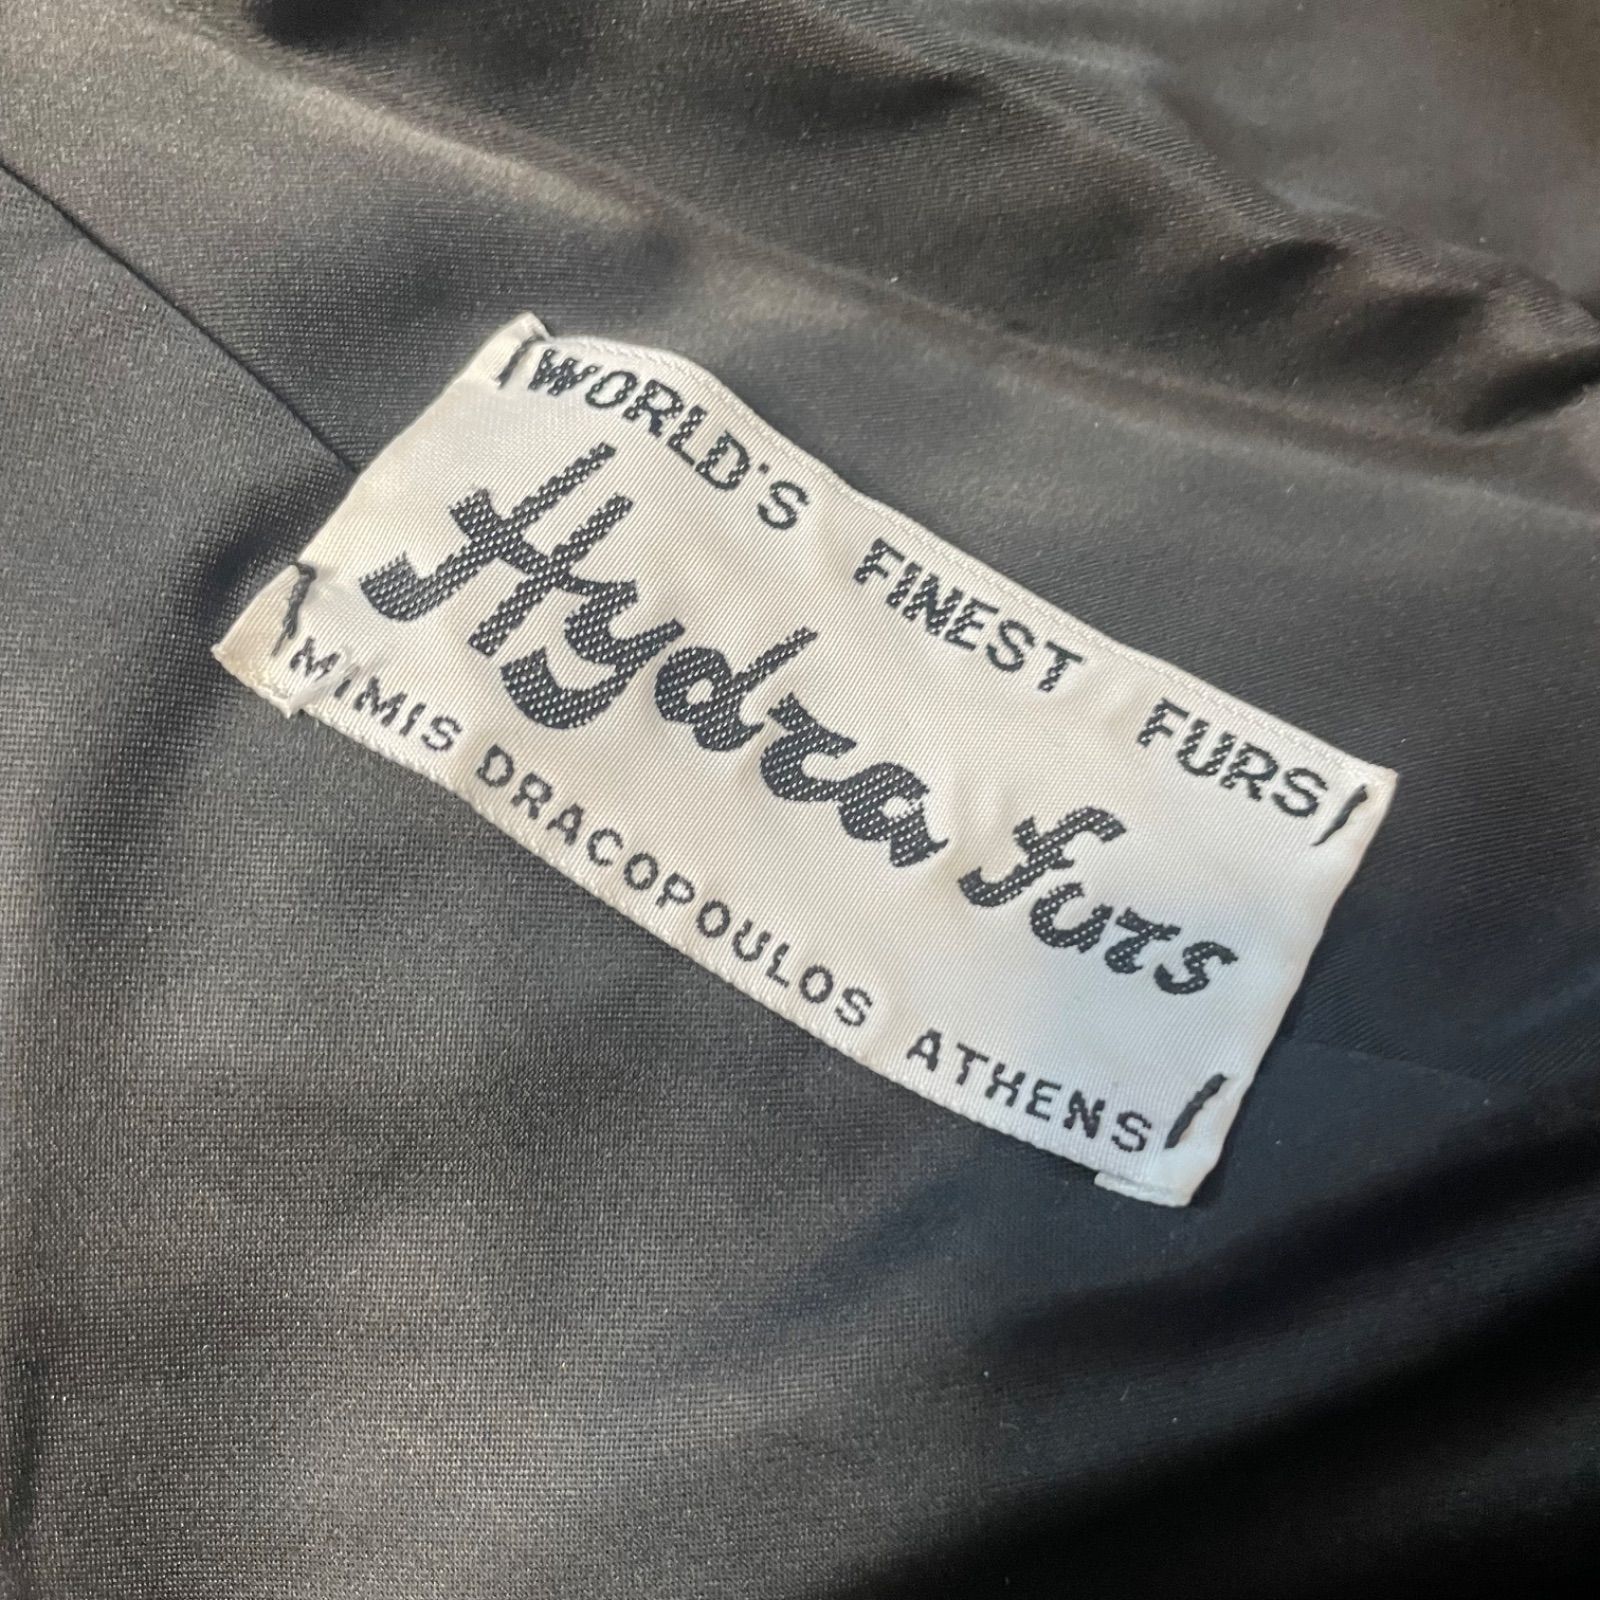 WORLD'S FINEST FURS
Hydra furs
MIMIS DRACOPOULOS ATHENS